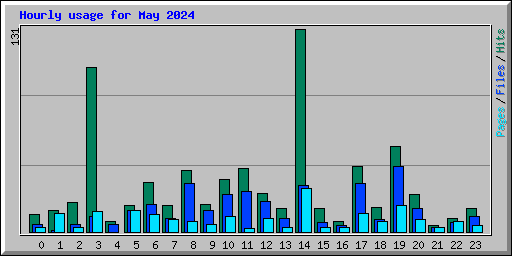 Hourly usage for May 2024
131
Pages/Files/Hits
0 1 2 3 4 5 6 7 8 9 10 11 12 13 14 15 16 17 18 19 20 21 22 23